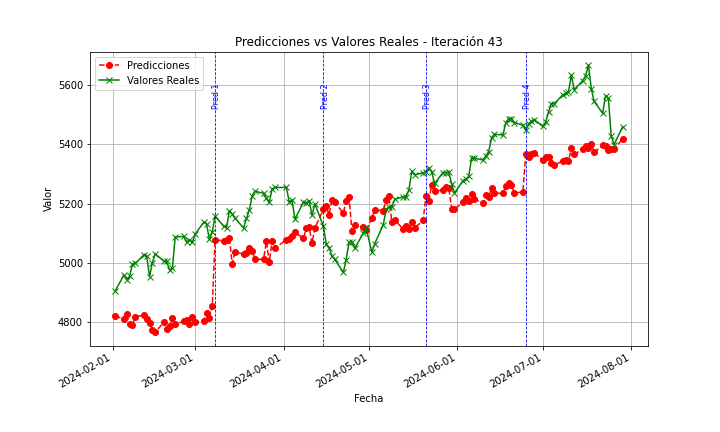 Predicciones vs Valores Reales - Iteración 43
Predicciones
Valores Reales
Pred 1
Pred 2
Pred 3
Pred 4
Valor
5600
5400
5200
5000
4800
2024-02-01
2024-03-01
2024-04-01
2024-05-01
2024-06-01
2024-07-01
2024-08-01
Fecha